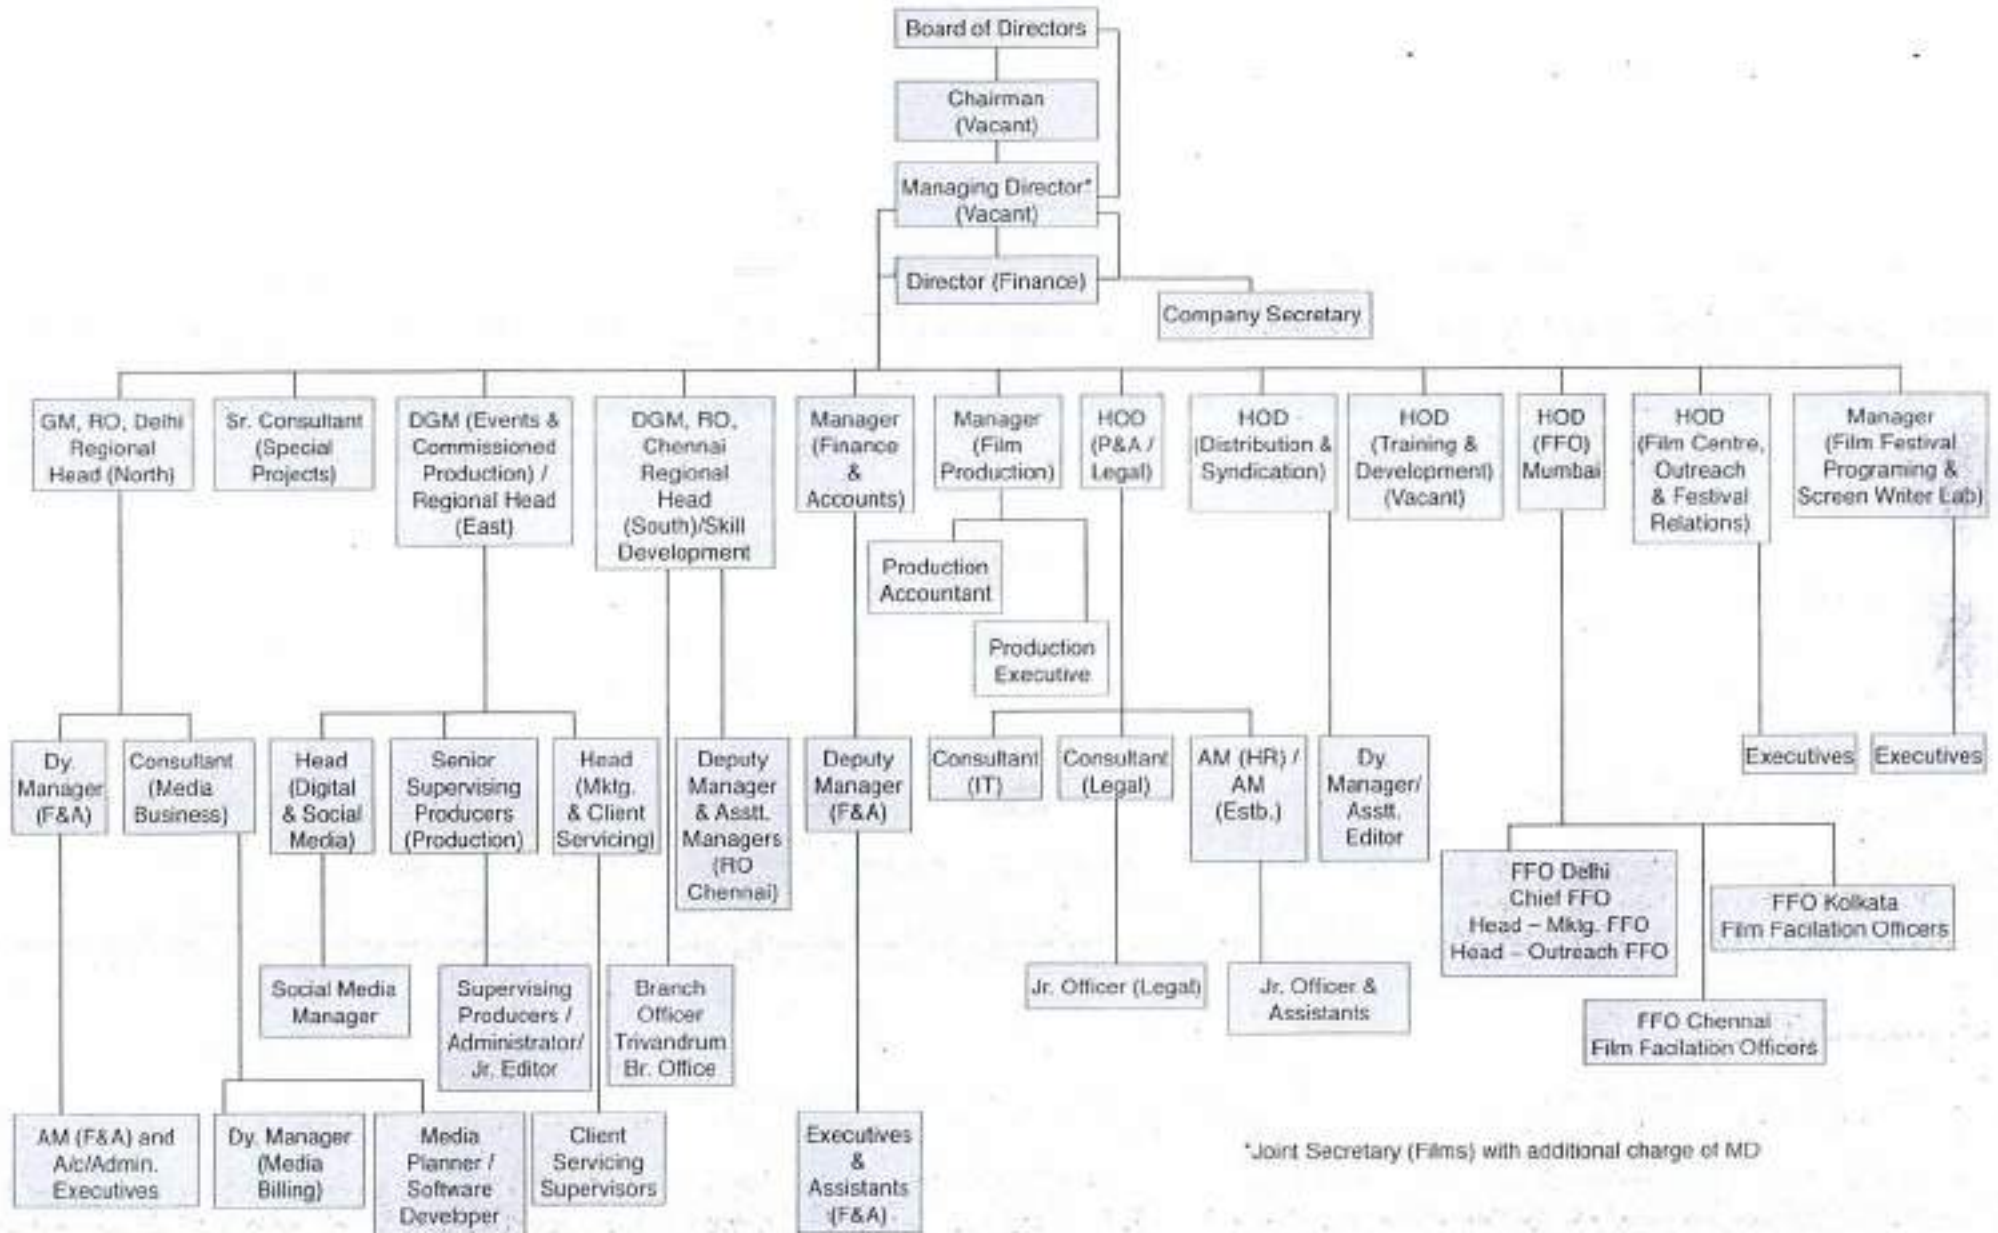 Board of Directors
Chairman
(Vacant)
Managing Director*
(Vacant)
Director (Finance)
Company Secretary
GM, RO, Delhi
Regional
Head (North)
Sr. Consultant
(Special
Projects)
DGM (Events &
Commissioned
Production) /
Regional Head
(East)
DGM, RO,
Chennai
Regional
Head
(South)/Skill
Development
Manager
(Finance
&
Accounts)
Manager
(Film
Production)
HOD
(P&A /
Legal)
HOD -
(Distribution &
Syndication)
HOD
(Training &
Development)
(Vacant)
HOD
(FFO)
Mumbai
HOD
(Film Centre,
Outreach
& Festival
Relations)
Manager
(Film Festival
Programing &
Screen Writer Lab)
Production
Accountant
Production
Executive
Dy.
Manager
(F&A)
Consultant
(Media
Business)
Head
(Digital
& Social
Media)
Senior
Supervising
Producers
(Production)
Head
(Mktg.
& Client
Servicing)
Deputy
Manager
& Asstt.
Managers
(RO
Chennai)
Deputy
Manager
(F&A)
Consultant
(IT)
Consultant
(Legal)
AM (HR) /
AM
(Estb.)
Dy.
Manager/
Asstt.
Editor
Executives
Executives
FFO Delhi
Chief FFO
Head – Mktg. FFO
Head – Outreach FFO
FFO Kolkata
Film Facilation Officers
FFO Chennai
Film Facilation Officers
Social Media
Manager
Supervising
Producers /
Administrator/
Jr. Editor
Branch
Officer
Trivandrum
Br. Office
Jr. Officer (Legal)
Jr. Officer &
Assistants
AM (F&A) and
A/c/Admin.
Executives
Dy. Manager
(Media
Billing)
Media
Planner /
Software
Developer
Client
Servicing
Supervisors
Executives
&
Assistants
(F&A)
*Joint Secretary (Films) with additional charge of MD